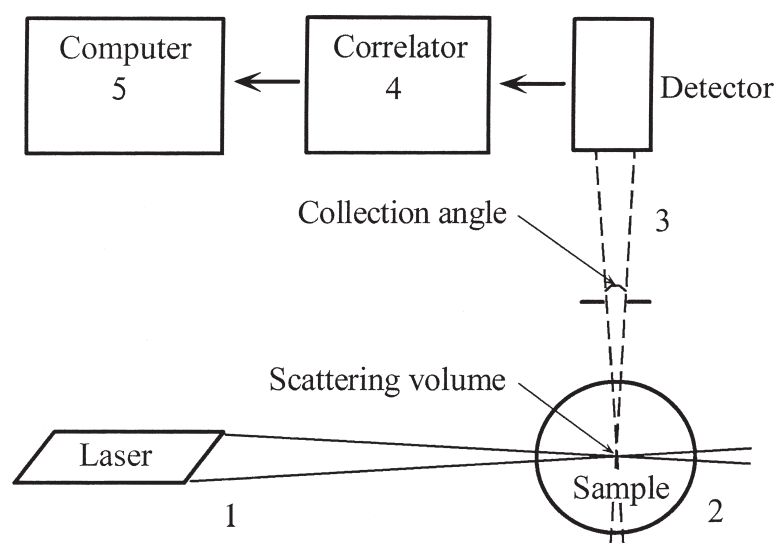 Computer
5
Correlator
4
Detector
Collection angle
3
Scattering volume
Laser
Sample
1
2